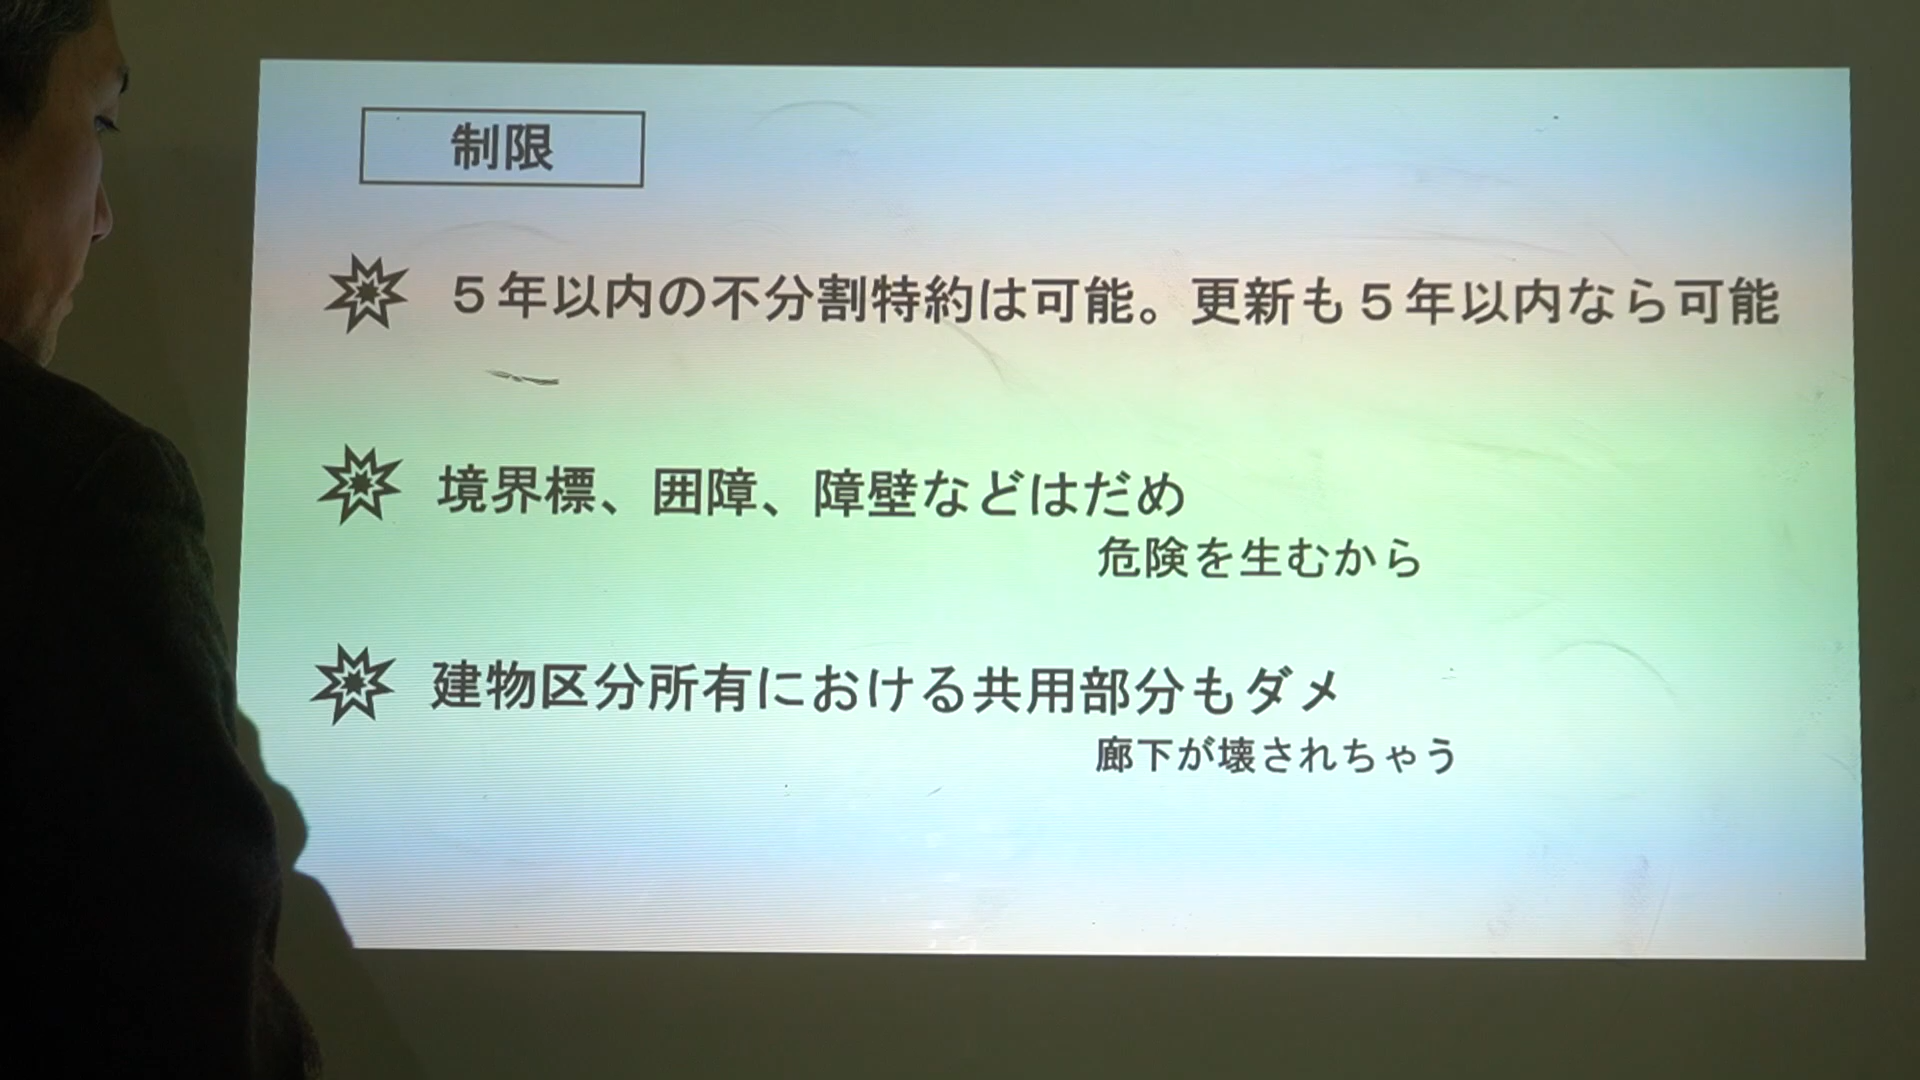 制限
５年以内の不分割特約は可能。更新も５年以内なら可能
境界標、囲障、障壁などはだめ
危険を生むから
建物区分所有における共用部分もダメ
廊下が壊されちゃう